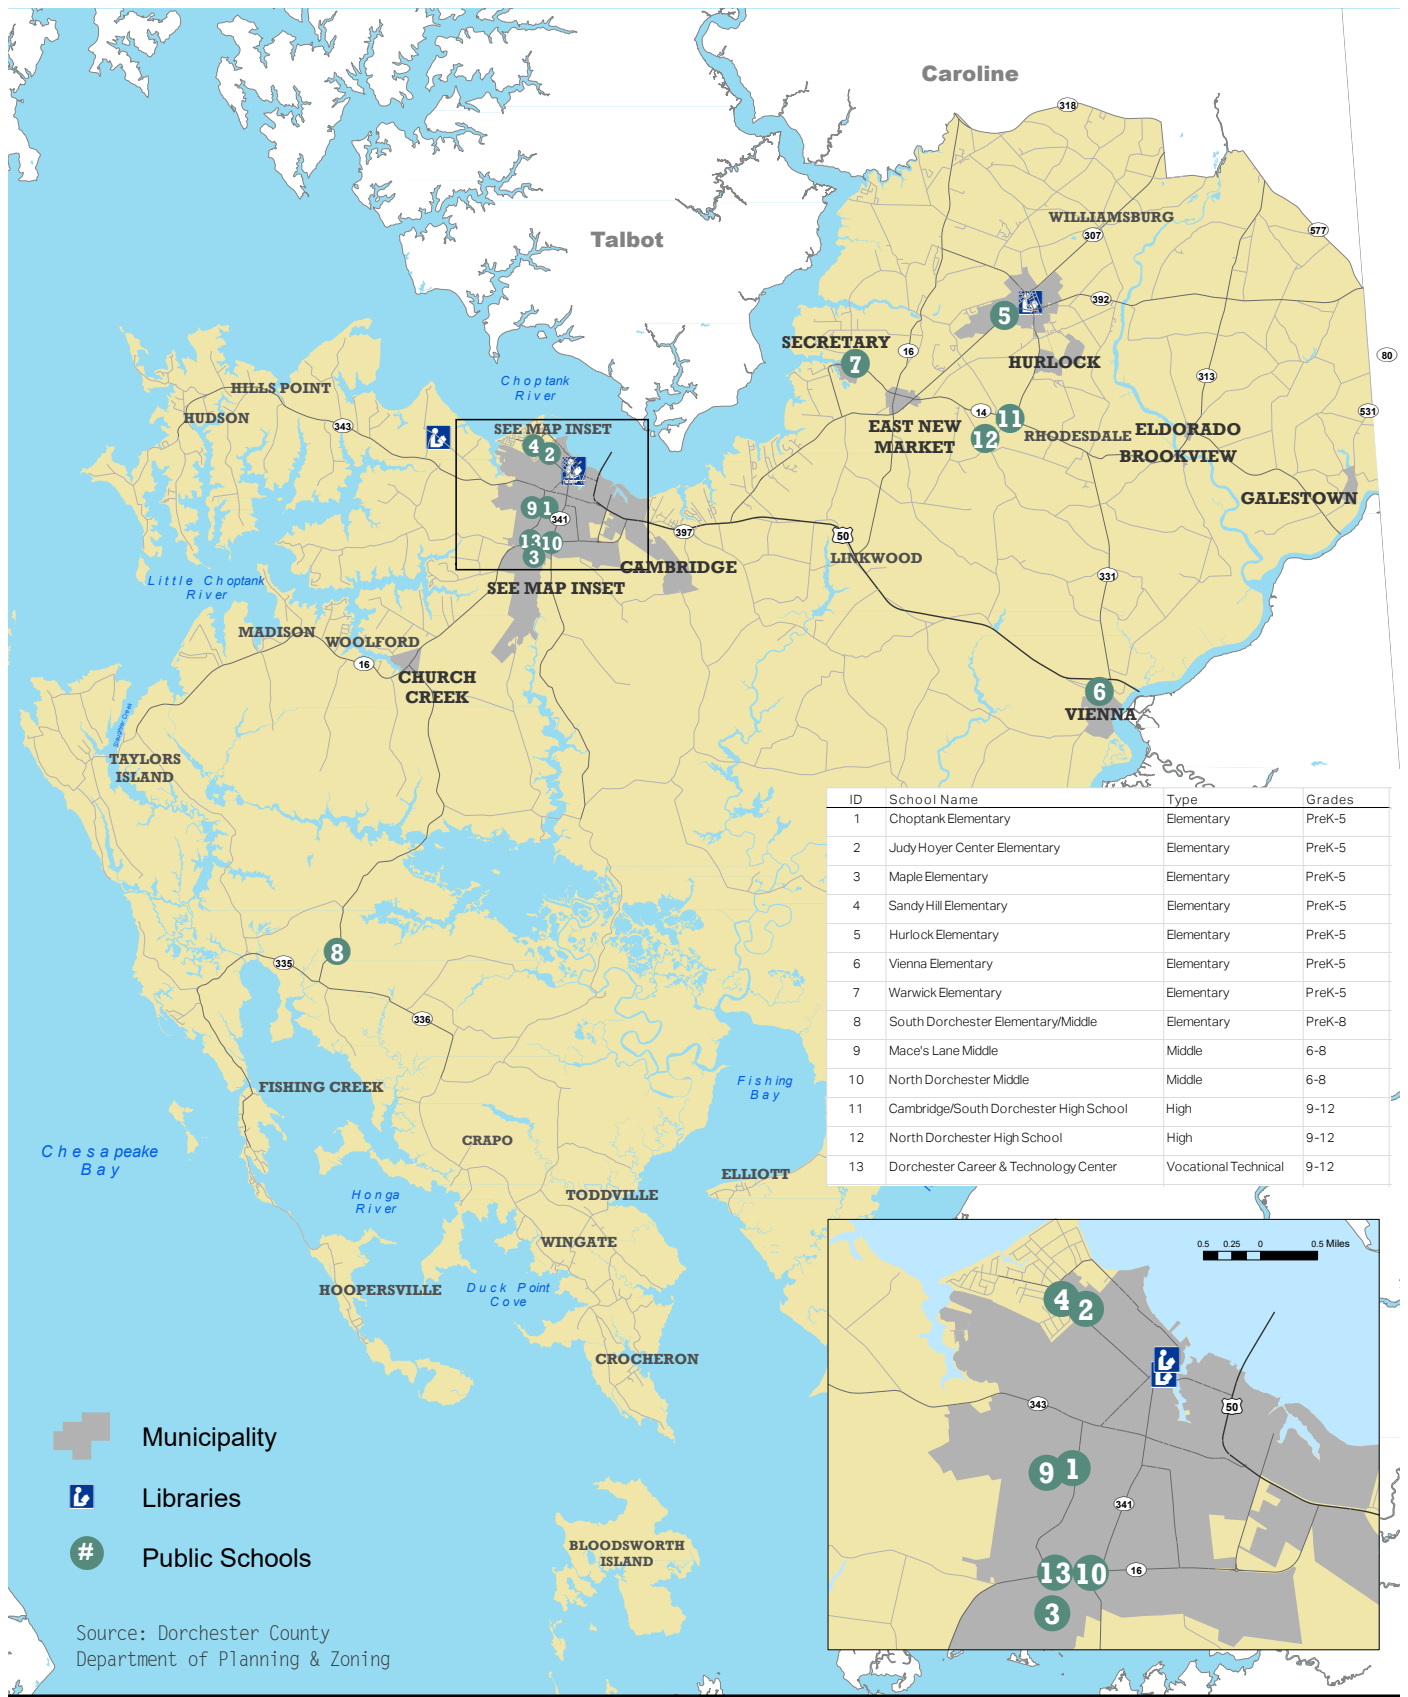 Caroline
318
Talbot
WILLIAMSBURG
307
577
392
5
SECRETARY
16
7
HURLOCK
80
313
Choptank
River
HILLS POINT
HUDSON
343
SEE MAP INSET
4
2
14
11
531
EAST NEW
MARKET
12
RHODESDALE
ELDORADO
BROOKVIEW
GALESTOWN
9
1
341
397
50
13
10
3
LINKWOOD
CAMBRIDGE
331
Little Choptank
River
SEE MAP INSET
MADISON
WOOLFORD
16
CHURCH
CREEK
6
VIENNA
Slaughter Creek
TAYLORS
ISLAND
ID School Name Type Grades
1 Choptank Elementary Elementary PreK-5
2 Judy Hoyer Center Elementary Elementary PreK-5
3 Maple Elementary Elementary PreK-5
4 Sandy Hill Elementary Elementary PreK-5
5 Hurlock Elementary Elementary PreK-5
6 Vienna Elementary Elementary PreK-5
7 Warwick Elementary Elementary PreK-5
8 South Dorchester Elementary/Middle Elementary PreK-8
9 Mace's Lane Middle Middle 6-8
10 North Dorchester Middle Middle 6-8
11 Cambridge/South Dorchester High School High 9-12
12 North Dorchester High School High 9-12
13 Dorchester Career & Technology Center Vocational Technical 9-12
8
335
336
FISHING CREEK
Fishing
Bay
Chesapeake
Bay
CRAPO
ELLIOTT
Honga
River
TODDVILLE
WINGATE
HOOPERSVILLE
Duck Point
Cove
CROCHERON
0.5 0.25 0 0.5 Miles
4
2
343
50
9
1
341
13
10
16
3
Municipality
Libraries
# Public Schools
BLOODSWORTH
ISLAND
Source: Dorchester County
Department of Planning & Zoning